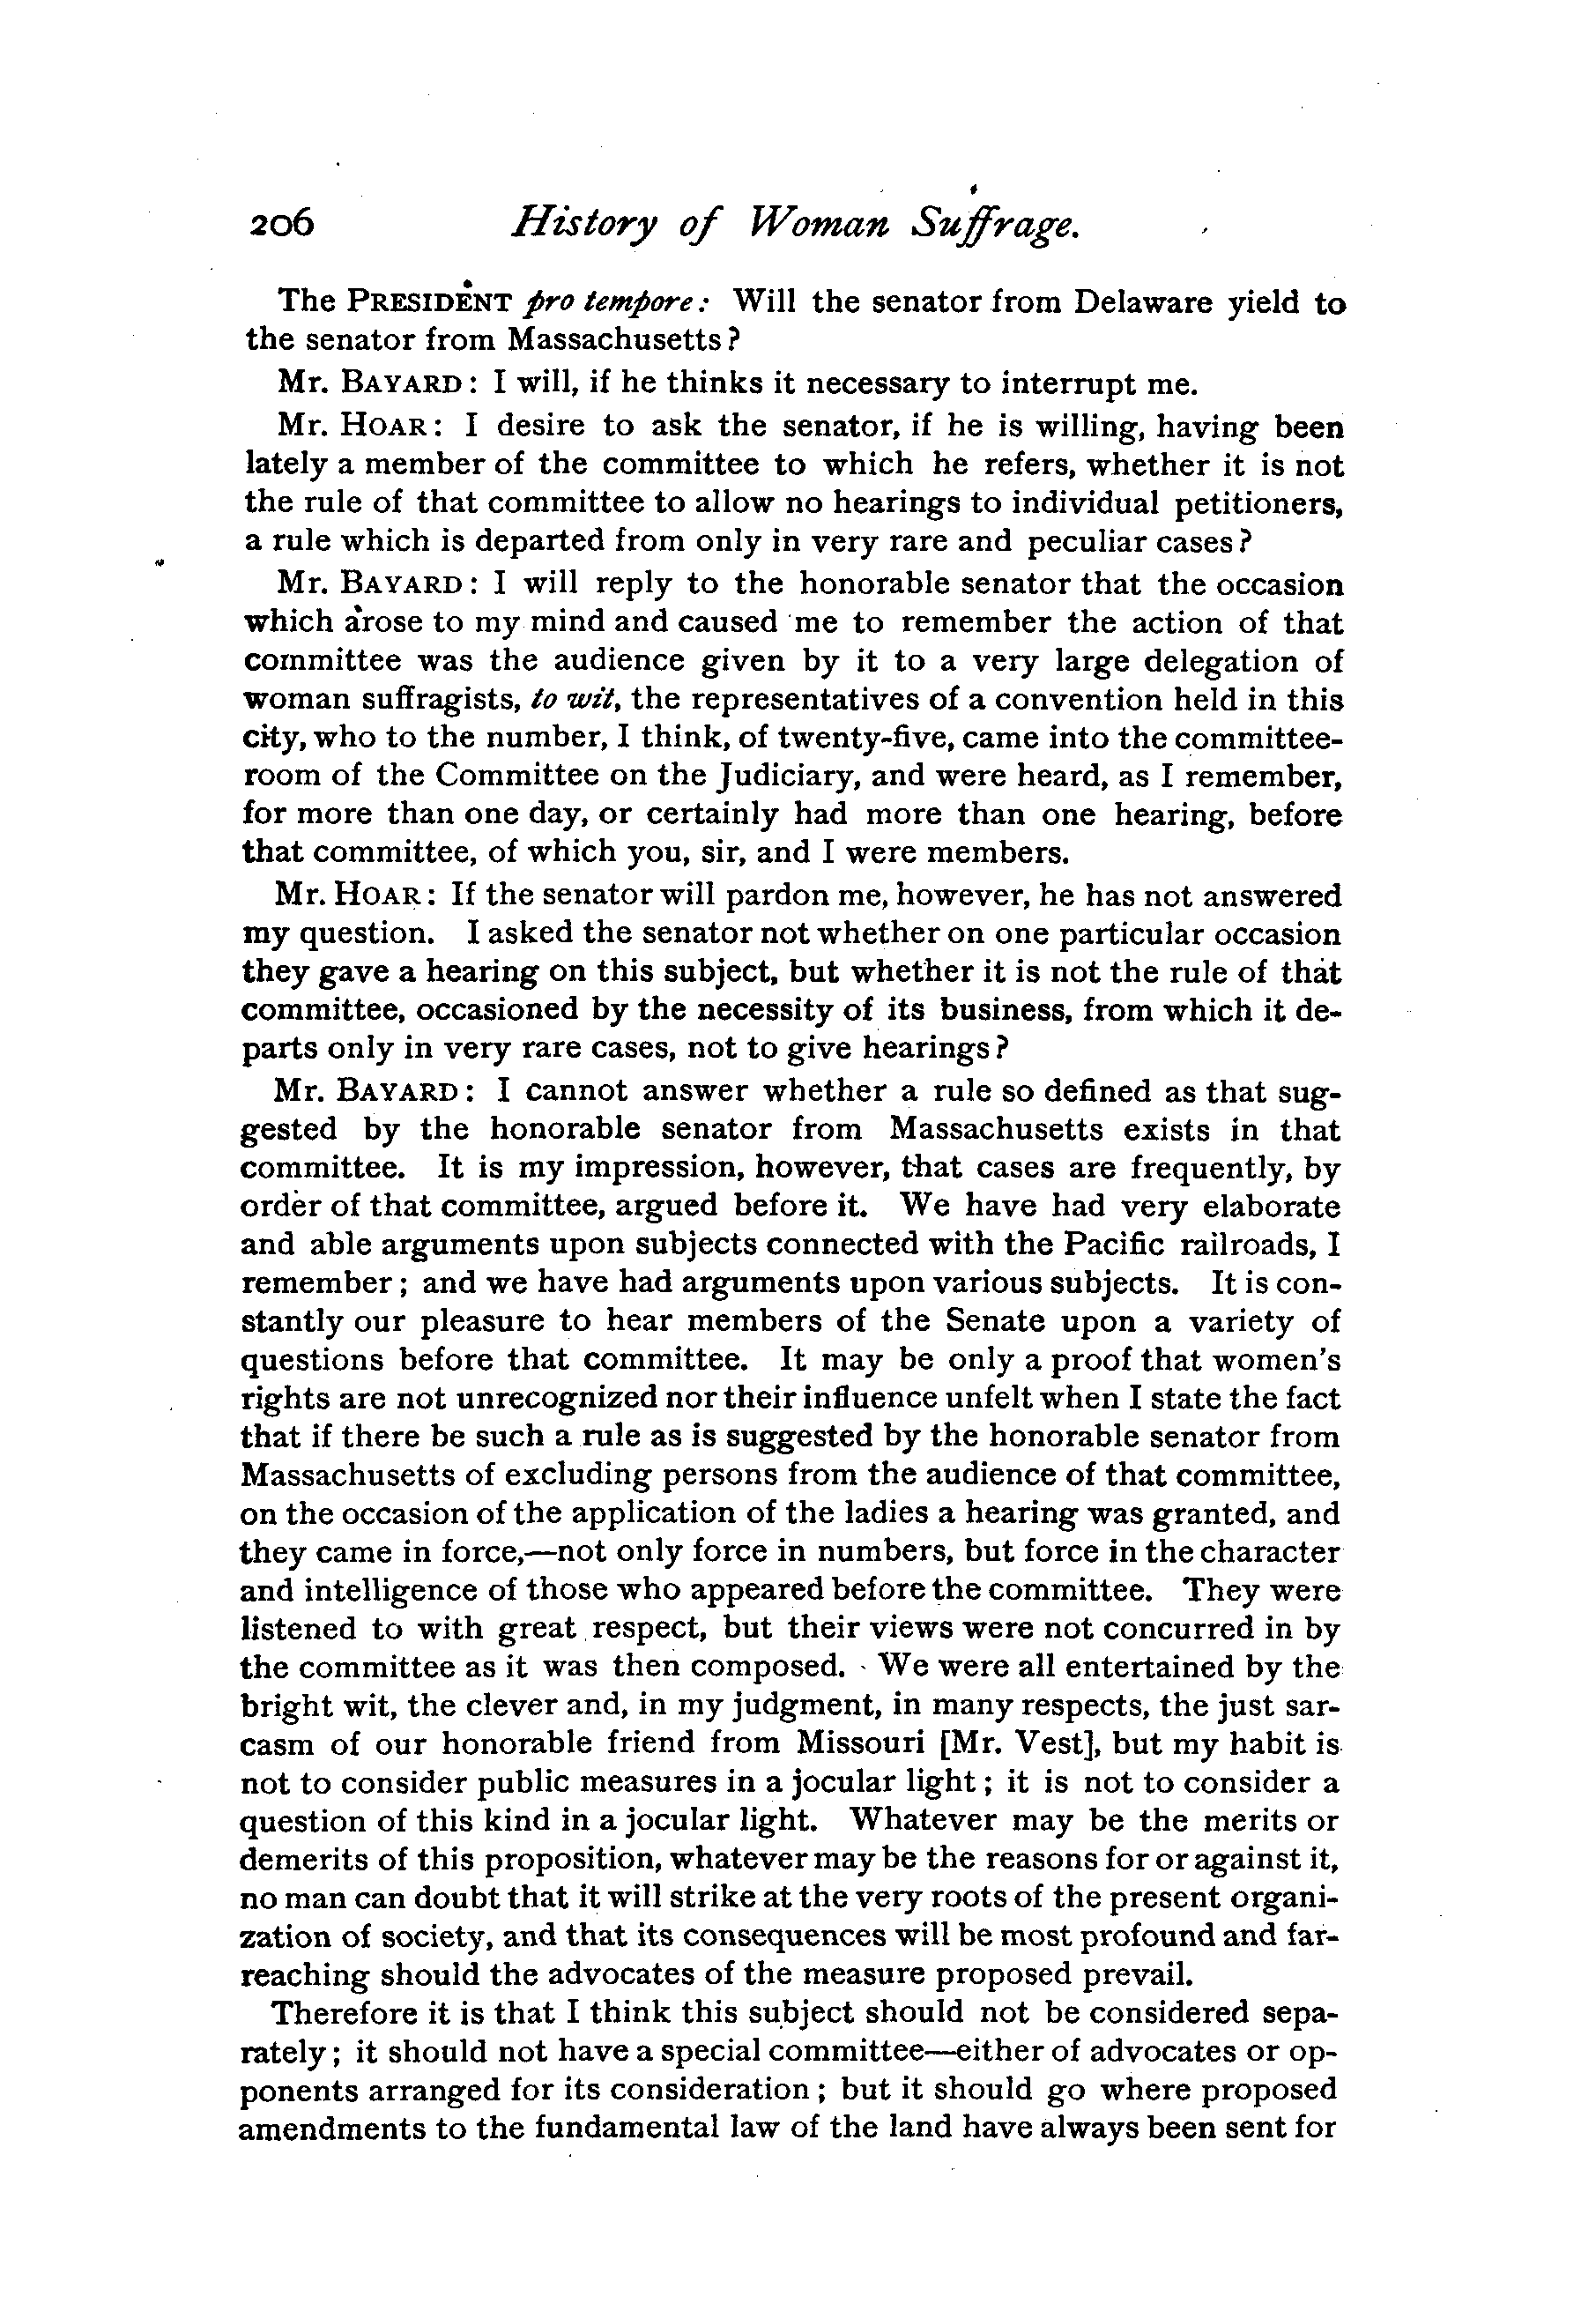 206 History of Woman Suffrage.
The PRESIDENT pro tempore: Will the senator from Delaware yield to
the senator from Massachusetts?
Mr. BAYARD: I will, if he thinks it necessary to interrupt me.
Mr. HOAR: I desire to ask the senator, if he is willing, having been
lately a member of the committee to which he refers, whether it is not
the rule of that committee to allow no hearings to individual petitioners,
a rule which is departed from only in very rare and peculiar cases?
Mr. BAYARD: I will reply to the honorable senator that the occasion
which arose to my mind and caused me to remember the action of that
committee was the audience given by it to a very large delegation of
woman suffragists, to wit, the representatives of a convention held in this
city, who to the number, I think, of twenty-five, came into the committee-
room of the Committee on the Judiciary, and were heard, as I remember,
for more than one day, or certainly had more than one hearing, before
that committee, of which you, sir, and I were members.
Mr. HOAR: If the senator will pardon me, however, he has not answered
my question. I asked the senator not whether on one particular occasion
they gave a hearing on this subject, but whether it is not the rule of that
committee, occasioned by the necessity of its business, from which it de-
parts only in very rare cases, not to give hearings?
Mr. BAYARD: I cannot answer whether a rule so defined as that sug-
gested by the honorable senator from Massachusetts exists in that
committee. It is my impression, however, that cases are frequently, by
order of that committee, argued before it. We have had very elaborate
and able arguments upon subjects connected with the Pacific railroads, I
remember; and we have had arguments upon various subjects. It is con-
stantly our pleasure to hear members of the Senate upon a variety of
questions before that committee. It may be only a proof that women's
rights are not unrecognized nor their influence unfelt when I state the fact
that if there be such a rule as is suggested by the honorable senator from
Massachusetts of excluding persons from the audience of that committee,
on the occasion of the application of the ladies a hearing was granted, and
they came in force,—not only force in numbers, but force in the character
and intelligence of those who appeared before the committee. They were
listened to with great respect, but their views were not concurred in by
the committee as it was then composed. We were all entertained by the
bright wit, the clever and, in my judgment, in many respects, the just sar-
casm of our honorable friend from Missouri [Mr. Vest], but my habit is
not to consider public measures in a jocular light; it is not to consider a
question of this kind in a jocular light. Whatever may be the merits or
demerits of this proposition, whatever may be the reasons for or against it,
no man can doubt that it will strike at the very roots of the present organi-
zation of society, and that its consequences will be most profound and far-
reaching should the advocates of the measure proposed prevail.
Therefore it is that I think this subject should not be considered sepa-
rately; it should not have a special committee—either of advocates or op-
ponents arranged for its consideration; but it should go where proposed
amendments to the fundamental law of the land have always been sent for